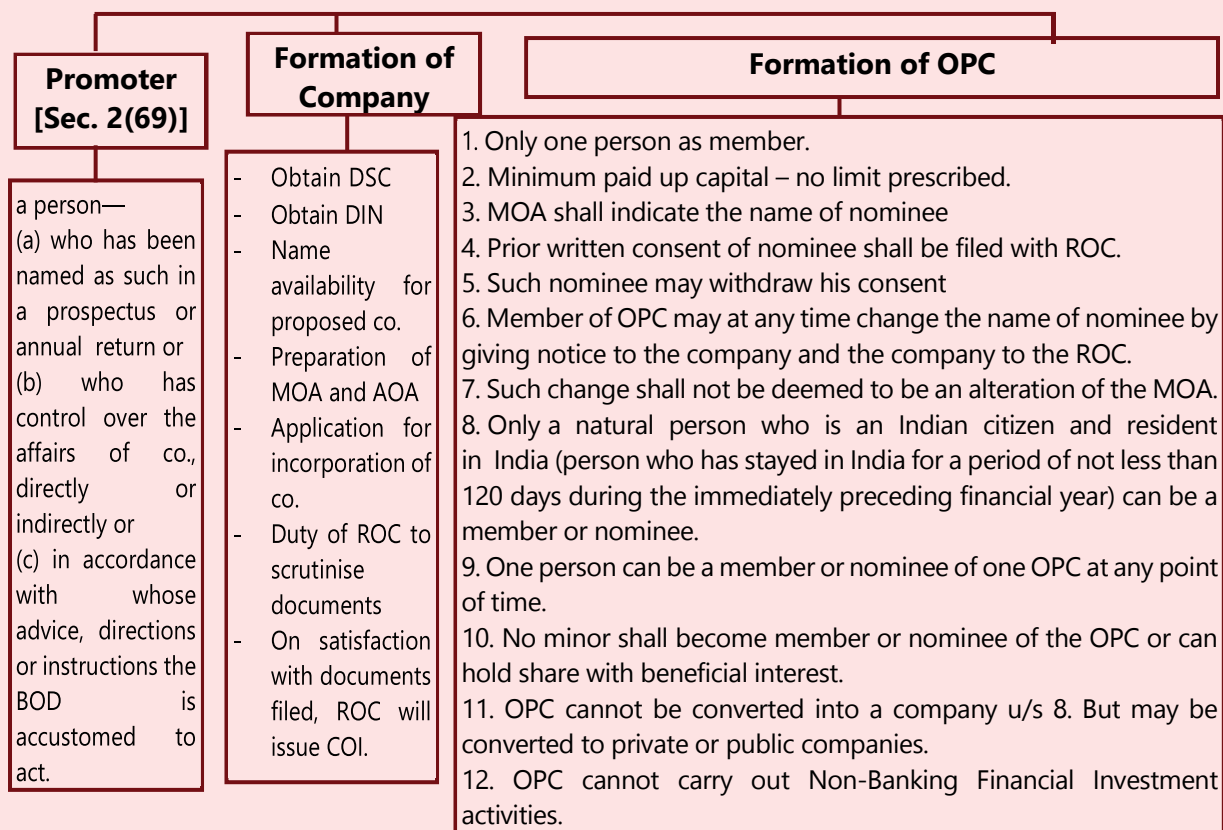 Promoter
[Sec. 2(69)]
a person—
(a) who has been
named as such in
a prospectus or
annual return or
(b) who has
control over the
affairs of co.,
directly or
indirectly or
(c) in accordance
with whose
advice, directions
or instructions the
BOD is
accustomed to
act.
Formation of
Company
- Obtain DSC
- Obtain DIN
- Name
availability for
proposed co.
- Preparation of
MOA and AOA
- Application for
incorporation of
co.
- Duty of ROC to
scrutinise
documents
- On satisfaction
with documents
filed, ROC will
issue COI.
Formation of OPC
1. Only one person as member.
2. Minimum paid up capital – no limit prescribed.
3. MOA shall indicate the name of nominee
4. Prior written consent of nominee shall be filed with ROC.
5. Such nominee may withdraw his consent
6. Member of OPC may at any time change the name of nominee by
giving notice to the company and the company to the ROC.
7. Such change shall not be deemed to be an alteration of the MOA.
8. Only a natural person who is an Indian citizen and resident
in India (person who has stayed in India for a period of not less than
120 days during the immediately preceding financial year) can be a
member or nominee.
9. One person can be a member or nominee of one OPC at any point
of time.
10. No minor shall become member or nominee of the OPC or can
hold share with beneficial interest.
11. OPC cannot be converted into a company u/s 8. But may be
converted to private or public companies.
12. OPC cannot carry out Non-Banking Financial Investment
activities.